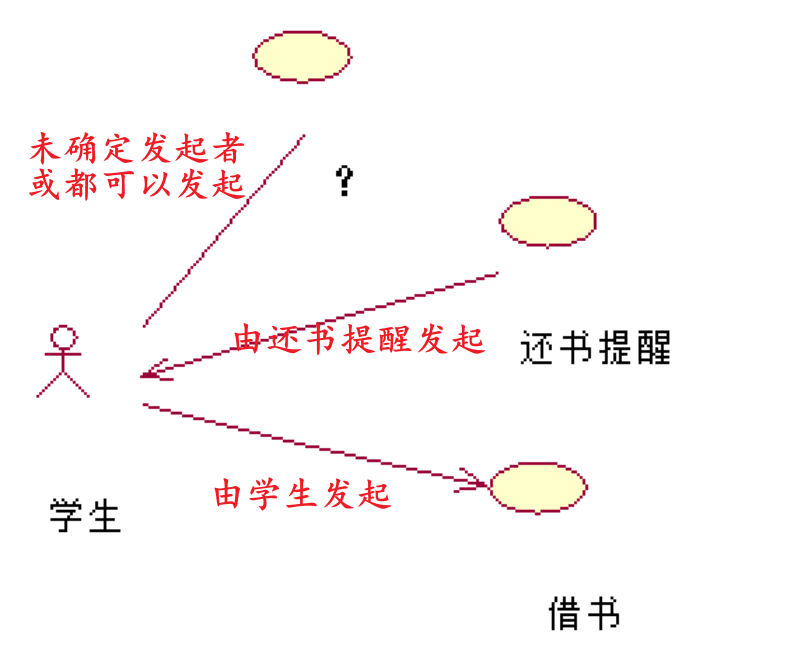 未确定发起者
或都可以发起
?
由还书提醒发起
还书提醒
由学生发起
学生
借书